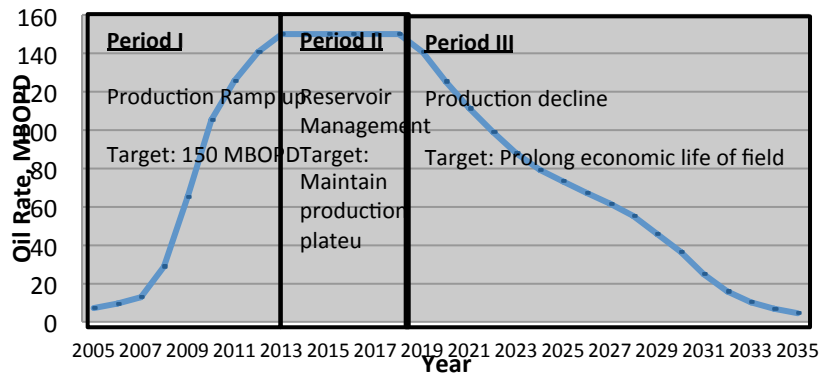 160
140
120
100
80
60
40
20
0
Oil Rate, MBOPD
Period I
Production Ramp up
Target: 150 MBOPD
Period II
Reservoir
Management
Target:
Maintain
production
plateu
Period III
Production decline
Target: Prolong economic life of field
2005 2007 2009 2011 2013 2015 2017 2019 2021 2023 2025 2027 2029 2031 2033 2035
Year